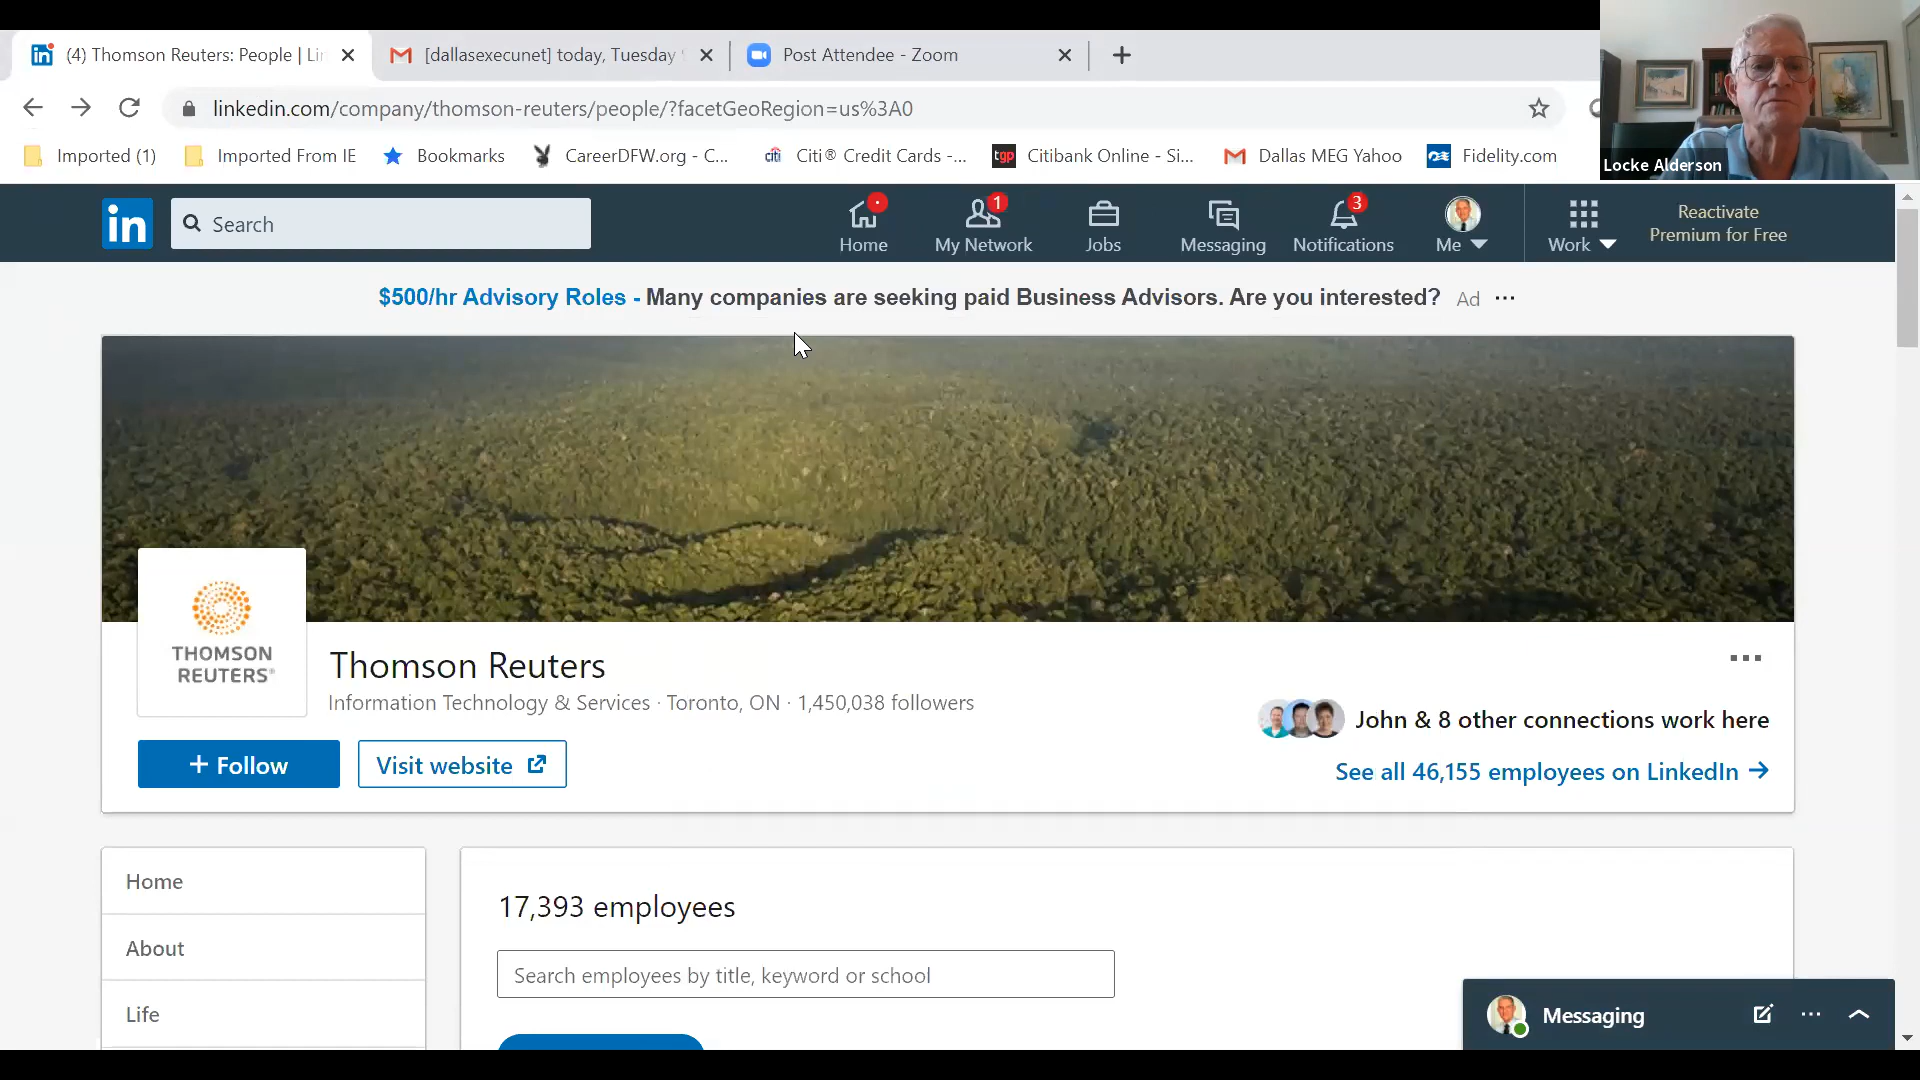 (4) Thomson Reuters: People | Li
[dallasexecunet] today, Tuesday
Post Attendee - Zoom
linkedin.com/company/thomson-reuters/people/?facetGeoRegion=us%3A0
Imported (1)
Imported From IE
Bookmarks
CareerDFW.org - C...
citi
Citi® Credit Cards -...
tgp
Citibank Online - Si...
Dallas MEG Yahoo
Fidelity.com
Locke Alderson
in
Search
Home
1
My Network
Jobs
Messaging
3
Notifications
Me
Work
Reactivate
Premium for Free
$500/hr Advisory Roles - Many companies are seeking paid Business Advisors. Are you interested? Ad ...
THOMSON
REUTERS®
Thomson Reuters
Information Technology & Services · Toronto, ON · 1,450,038 followers
John & 8 other connections work here
+ Follow
Visit website
See all 46,155 employees on LinkedIn →
Home
About
Life
17,393 employees
Search employees by title, keyword or school
Messaging